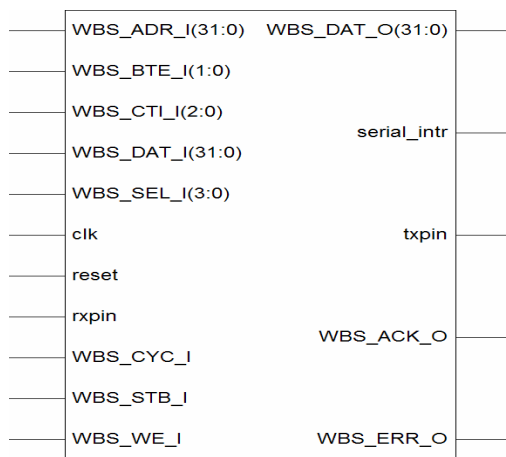 WBS_ADR_I(31:0) WBS_DAT_O(31:0)
WBS_BTE_I(1:0)
WBS_CTI_I(2:0)
serial_intr
WBS_DAT_I(31:0)
WBS_SEL_I(3:0)
clk txpin
reset
rxpin
WBS_ACK_O
WBS_CYC_I
WBS_STB_I
WBS_WE_I WBS_ERR_O